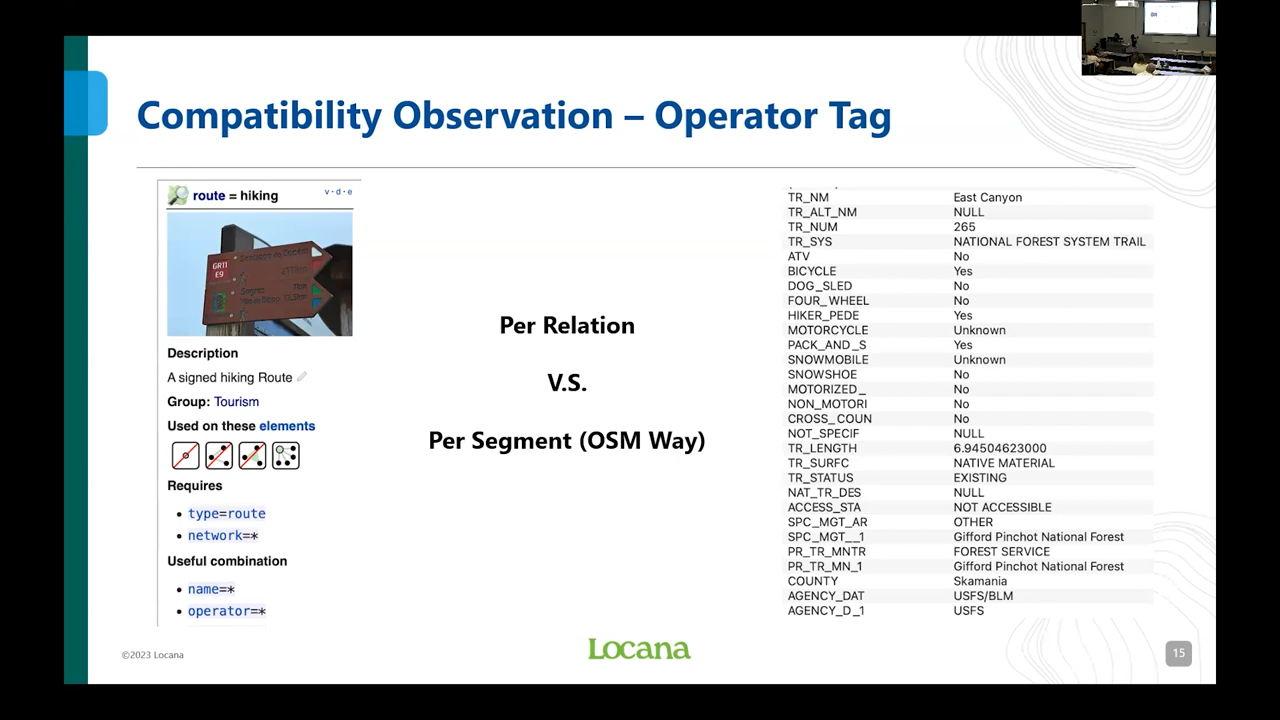 Compatibility Observation – Operator Tag
route = hiking
v · d · e
GR11
E9
Description
A signed hiking Route
Group: Tourism
Used on these elements
Requires
• type=route
• network=*
Useful combination
• name=*
• operator=*
Per Relation
V.S.
Per Segment (OSM Way)
TR_NM East Canyon
TR_ALT_NM NULL
TR_NUM 265
TR_SYS NATIONAL FOREST SYSTEM TRAIL
ATV No
BICYCLE Yes
DOG_SLED No
FOUR_WHEEL No
HIKER_PEDE Yes
MOTORCYCLE Unknown
PACK_AND_S Yes
SNOWMOBILE Unknown
SNOWSHOE No
MOTORIZED_ No
NON_MOTORI No
CROSS_COUN No
NOT_SPECIF NULL
TR_LENGTH 6.94504623000
TR_SURFC NATIVE MATERIAL
TR_STATUS EXISTING
NAT_TR_DES NULL
ACCESS_STA NOT ACCESSIBLE
SPC_MGT_AR OTHER
SPC_MGT__1 Gifford Pinchot National Forest
PR_TR_MNTR FOREST SERVICE
PR_TR_MN_1 Gifford Pinchot National Forest
COUNTY Skamania
AGENCY_DAT USFS/BLM
AGENCY_D_1 USFS
©2023 Locana
Locana
15